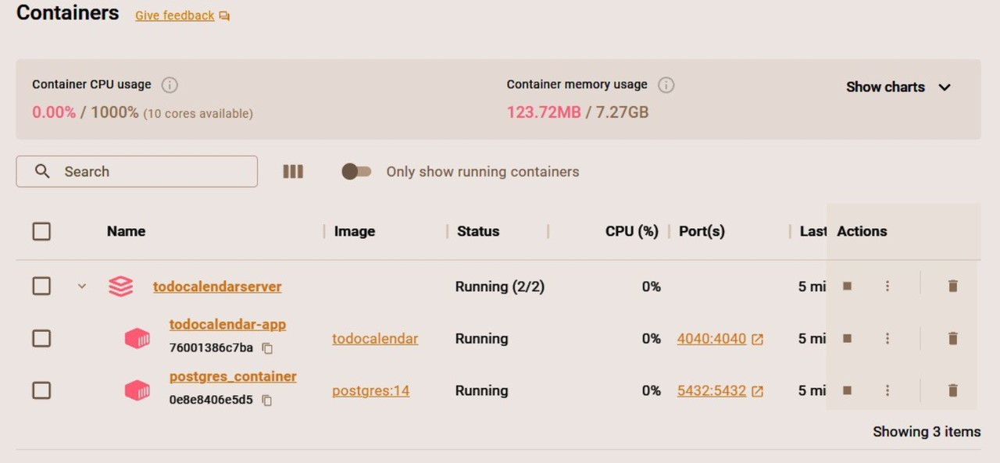 Containers Give feedback
Container CPU usage
0.00% / 1000% (10 cores available)
Container memory usage
123.72MB / 7.27GB
Show charts
Search
Only show running containers
Name Image Status CPU (%) Port(s) Last Actions
todocalendarserver Running (2/2) 0% 5 mi
todocalendar-app
76001386c7ba
todocalendar Running 0% 4040:4040 5 mi
postgres_container
0e8e8406e5d5
postgres:14 Running 0% 5432:5432 5 mi
Showing 3 items